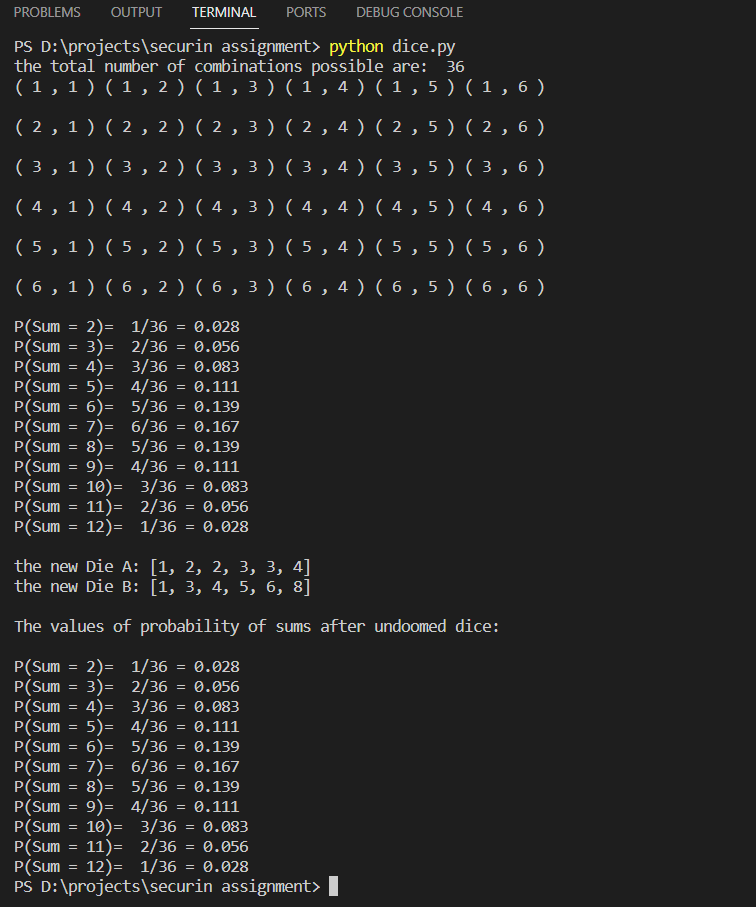 PROBLEMS OUTPUT TERMINAL PORTS DEBUG CONSOLE
PS D:\projects\securin assignment> python dice.py
the total number of combinations possible are:  36
( 1 , 1 ) ( 1 , 2 ) ( 1 , 3 ) ( 1 , 4 ) ( 1 , 5 ) ( 1 , 6 )
( 2 , 1 ) ( 2 , 2 ) ( 2 , 3 ) ( 2 , 4 ) ( 2 , 5 ) ( 2 , 6 )
( 3 , 1 ) ( 3 , 2 ) ( 3 , 3 ) ( 3 , 4 ) ( 3 , 5 ) ( 3 , 6 )
( 4 , 1 ) ( 4 , 2 ) ( 4 , 3 ) ( 4 , 4 ) ( 4 , 5 ) ( 4 , 6 )
( 5 , 1 ) ( 5 , 2 ) ( 5 , 3 ) ( 5 , 4 ) ( 5 , 5 ) ( 5 , 6 )
( 6 , 1 ) ( 6 , 2 ) ( 6 , 3 ) ( 6 , 4 ) ( 6 , 5 ) ( 6 , 6 )
P(Sum = 2)=  1/36 = 0.028
P(Sum = 3)=  2/36 = 0.056
P(Sum = 4)=  3/36 = 0.083
P(Sum = 5)=  4/36 = 0.111
P(Sum = 6)=  5/36 = 0.139
P(Sum = 7)=  6/36 = 0.167
P(Sum = 8)=  5/36 = 0.139
P(Sum = 9)=  4/36 = 0.111
P(Sum = 10)=  3/36 = 0.083
P(Sum = 11)=  2/36 = 0.056
P(Sum = 12)=  1/36 = 0.028
the new Die A: [1, 2, 2, 3, 3, 4]
the new Die B: [1, 3, 4, 5, 6, 8]
The values of probability of sums after undoomed dice:
P(Sum = 2)=  1/36 = 0.028
P(Sum = 3)=  2/36 = 0.056
P(Sum = 4)=  3/36 = 0.083
P(Sum = 5)=  4/36 = 0.111
P(Sum = 6)=  5/36 = 0.139
P(Sum = 7)=  6/36 = 0.167
P(Sum = 8)=  5/36 = 0.139
P(Sum = 9)=  4/36 = 0.111
P(Sum = 10)=  3/36 = 0.083
P(Sum = 11)=  2/36 = 0.056
P(Sum = 12)=  1/36 = 0.028
PS D:\projects\securin assignment>